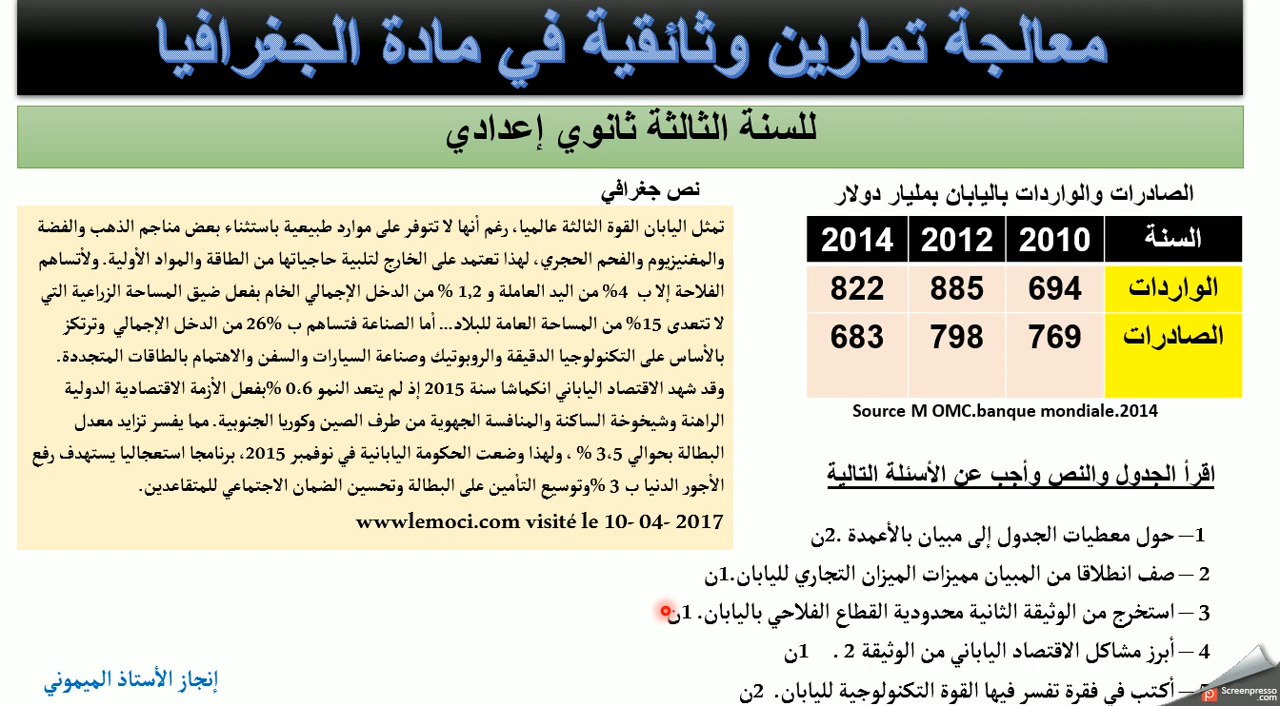 معالجة تمارين وثائقية في مادة الجغرافيا
للسنة الثالثة ثانوي إعدادي
الصادرات والواردات باليابان بمليار دولار
السنة 2010 2012 2014
الواردات 694 885 822
الصادرات 769 798 683
Source M OMC.banque mondiale.2014
نص جغرافي
تمثل اليابان القوة الثالثة عالميا، رغم أنها لا تتوفر على موارد طبيعية باستثناء بعض مناجم الذهب والفضة
والمغنيزيوم والفحم الحجري، لهذا تعتمد على الخارج لتلبية حاجياتها من الطاقة والمواد الأولية. ولاتساهم
الفلاحة إلا ب 4% من اليد العاملة و 1,2 % من الدخل الإجمالي الخام بفعل ضيق المساحة الزراعية التي
لا تتعدى 15% من المساحة العامة للبلاد... أما الصناعة فتساهم ب 26% من الدخل الإجمالي وترتكز
بالأساس على التكنولوجيا الدقيقة والروبوتيك وصناعة السيارات والسفن والاهتمام بالطاقات المتجددة.
وقد شهد الاقتصاد الياباني انكماشا سنة 2015 إذ لم يتعد النمو 0،6 %بفعل الأزمة الاقتصادية الدولية
الراهنة وشيخوخة الساكنة والمنافسة الجهوية من طرف الصين وكوريا الجنوبية. مما يفسر تزايد معدل
البطالة بحوالي 3،5 % ، ولهذا وضعت الحكومة اليابانية في نوفمبر 2015، برنامجا استعجاليا يستهدف رفع
الأجور الدنيا ب 3 %وتوسيع التأمين على البطالة وتحسين الضمان الاجتماعي للمتقاعدين.
wwwlemoci.com visité le 10- 04- 2017
اقرأ الجدول والنص وأجب عن الأسئلة التالية
1– حول معطيات الجدول إلى مبيان بالأعمدة .2ن
2 – صف انطلاقا من المبيان مميزات الميزان التجاري لليابان.1ن
3 – استخرج من الوثيقة الثانية محدودية القطاع الفلاحي باليابان. 1ن
4 – أبرز مشاكل الاقتصاد الياباني من الوثيقة 2 . 1ن
5– أكتب في فقرة تفسر فيها القوة التكنولوجية لليابان. 2ن
إنجاز الأستاذ الميموني
Screenpresso
.com